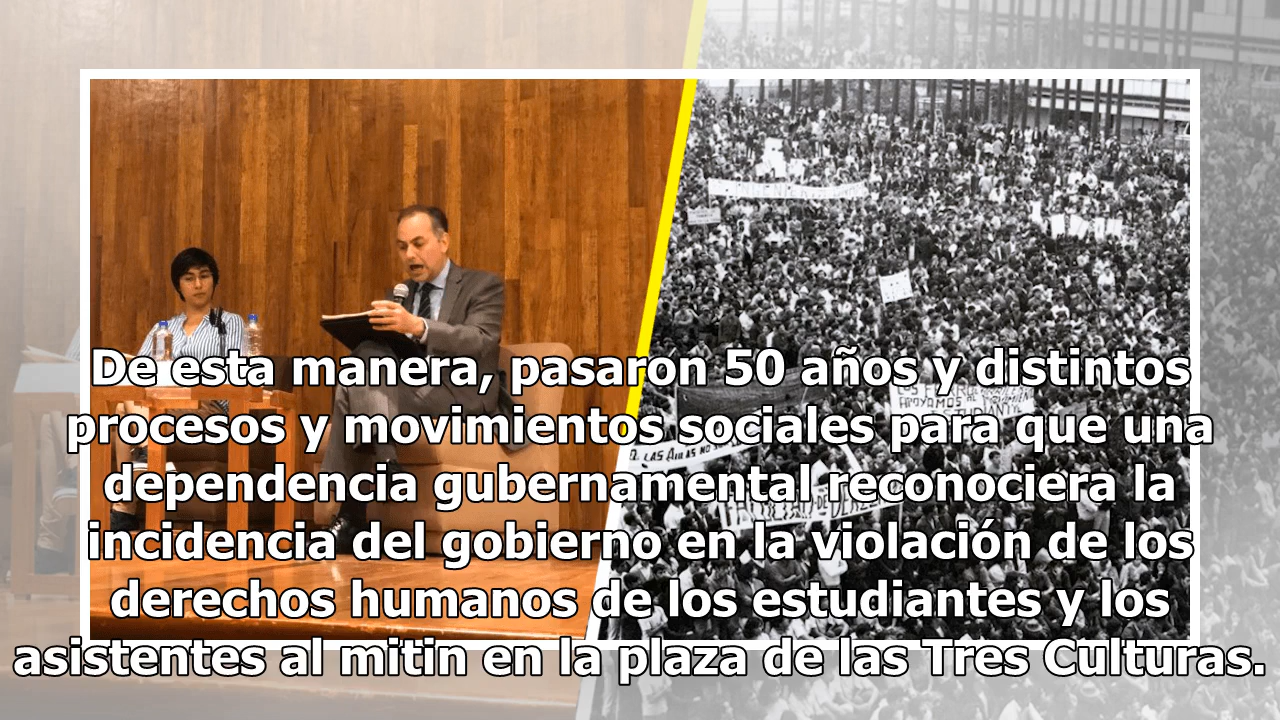 De esta manera, pasaron 50 años y distintos
procesos y movimientos sociales para que una
dependencia gubernamental reconociera la
incidencia del gobierno en la violación de los
derechos humanos de los estudiantes y los
asistentes al mitin en la plaza de las Tres Culturas.
APOYAMOS AL